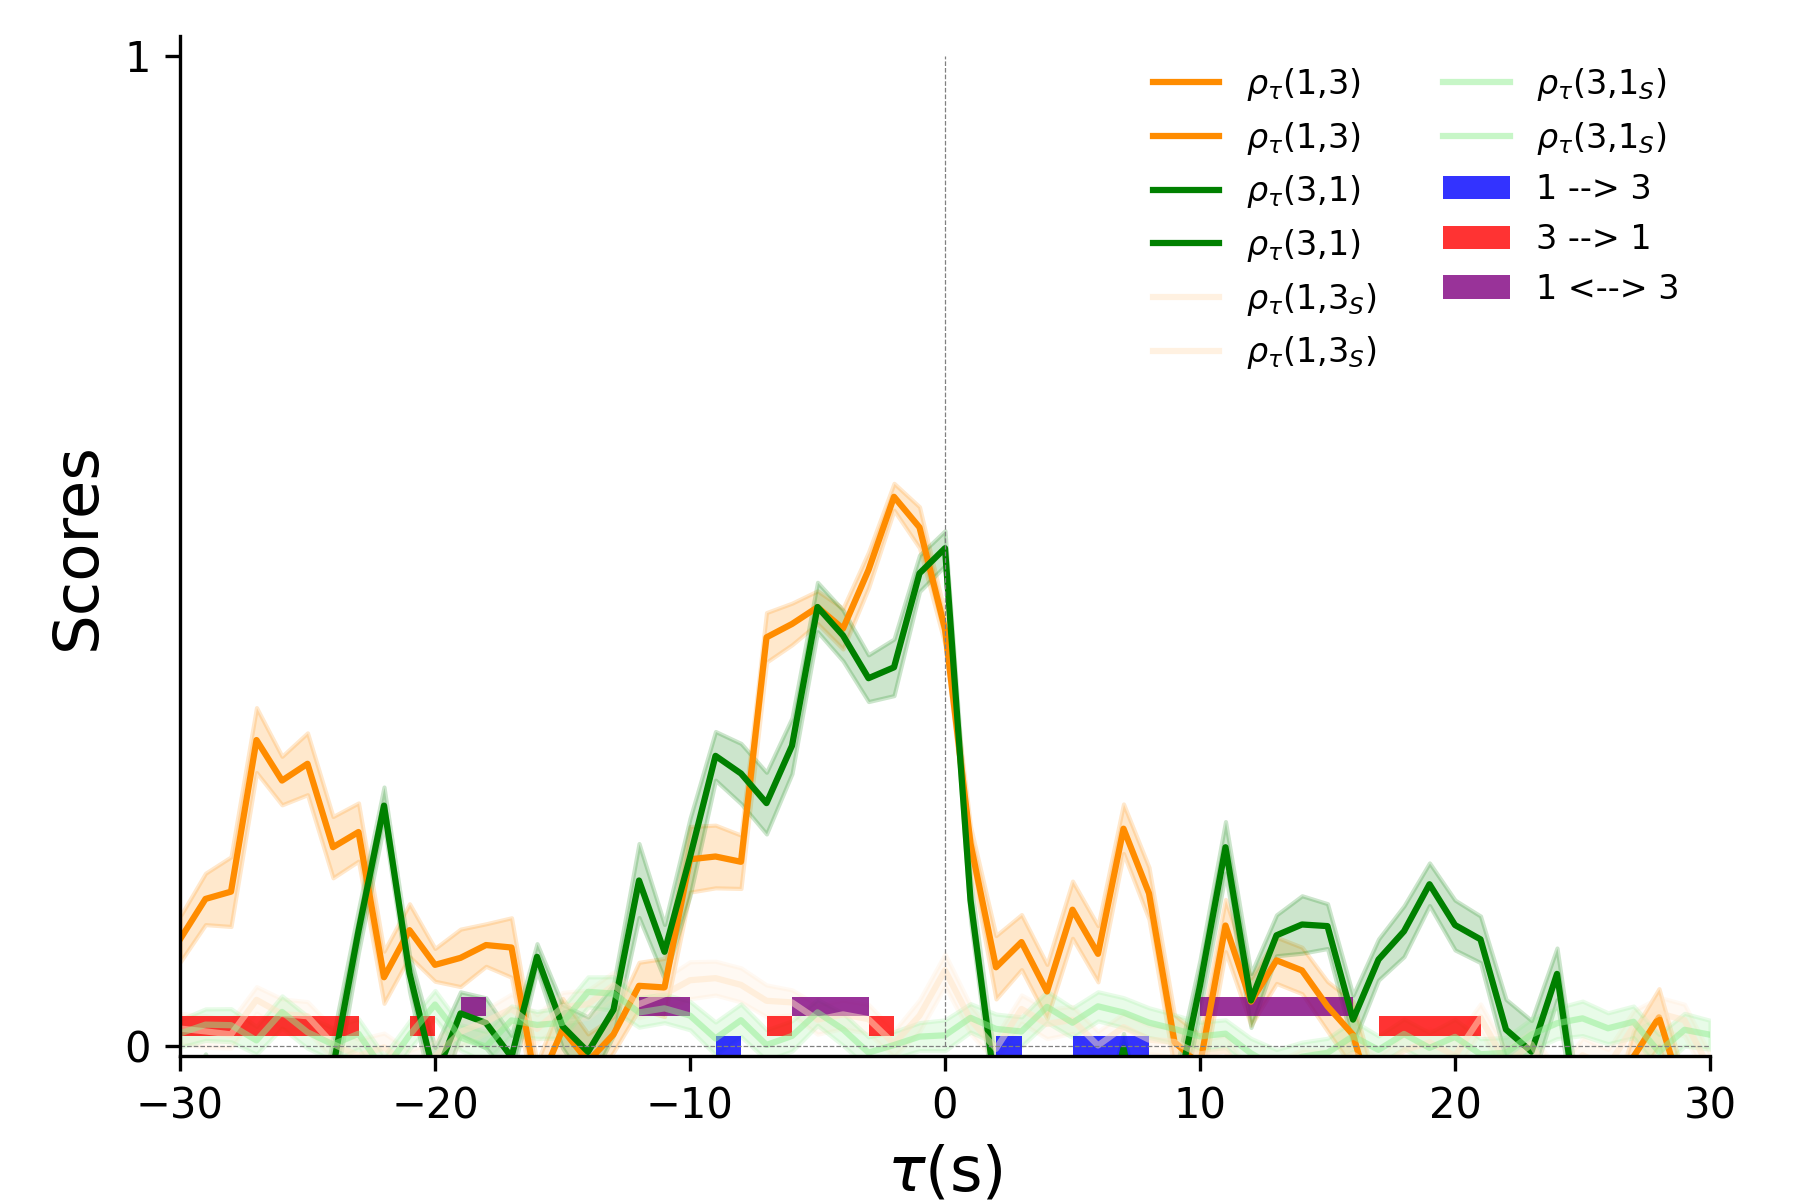 1
ρτ(1,3)
ρτ(1,3)
ρτ(3,1)
ρτ(3,1)
ρτ(1,3S)
ρτ(1,3S)
ρτ(3,1S)
ρτ(3,1S)
1 --> 3
3 --> 1
1 <--> 3
Scores
0
−30 −20 −10 0 10 20 30
τ(s)